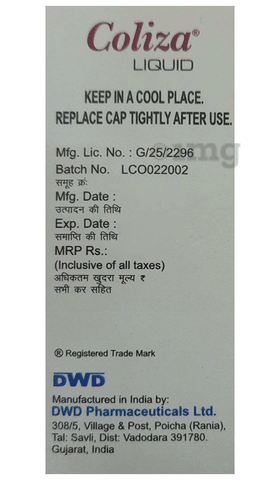 Coliza®
LIQUID
KEEP IN A COOL PLACE.
REPLACE CAP TIGHTLY AFTER USE.
Mfg. Lic. No. : G/25/2296
Batch No. LCO022002
समूह क्र:
Mfg. Date :
उत्पादन की तिथि
Exp. Date :
समाप्ति की तिथि
MRP Rs.:
(Inclusive of all taxes)
अधिकतम खुदरा मूल्य ₹
सभी कर सहित
® Registered Trade Mark
DWD
Manufactured in India by:
DWD Pharmaceuticals Ltd.
308/5, Village & Post, Poicha (Rania),
Tal: Savli, Dist: Vadodara 391780.
Gujarat, India